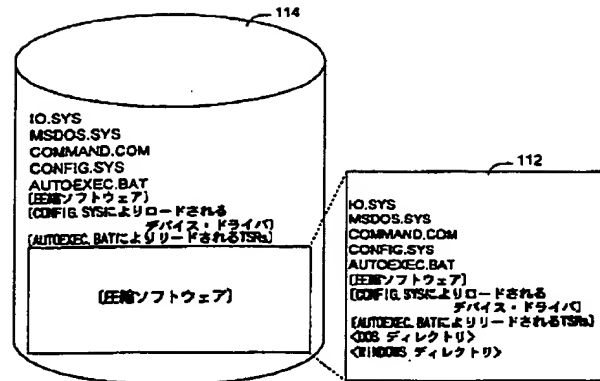 114
IO.SYS
MSDOS.SYS
COMMAND.COM
CONFIG.SYS
AUTOEXEC.BAT
[圧縮ソフトウェア]
[CONFIG.SYSによりロードされる
デバイス・ドライバ]
[AUTOEXEC.BATによりリードされるTSRs]
[圧縮ソフトウェア]
112
IO.SYS
MSDOS.SYS
COMMAND.COM
CONFIG.SYS
AUTOEXEC.BAT
[圧縮ソフトウェア]
[CONFIG.SYSによりロードされる
デバイス・ドライバ]
[AUTOEXEC.BATによりリードされるTSRs]
<DOS ディレクトリ>
<WINDOWS ディレクトリ>